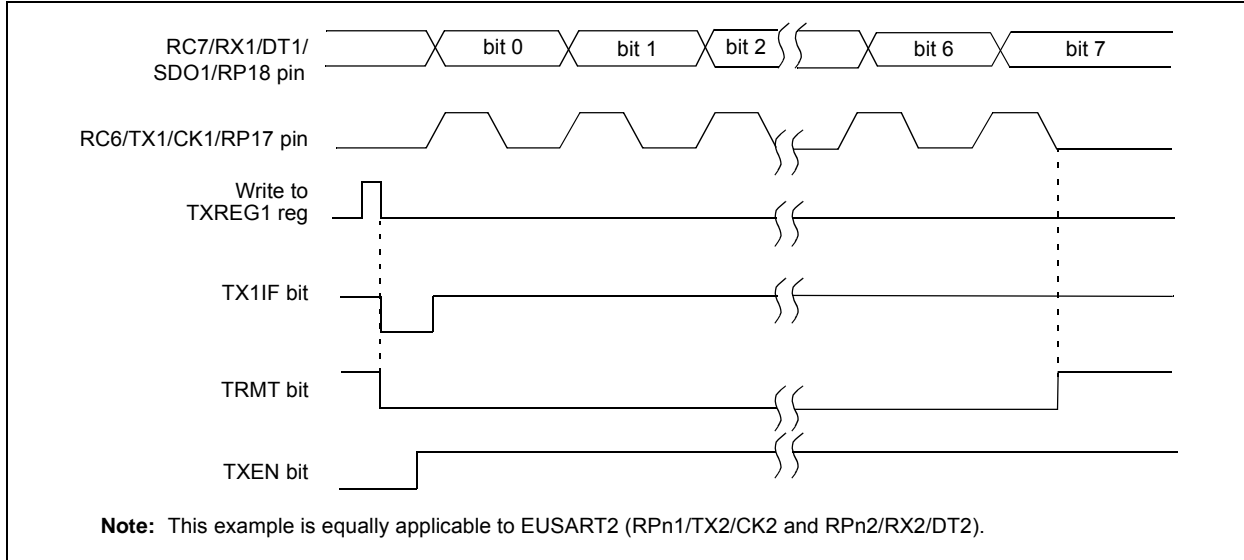 RC7/RX1/DT1/
SDO1/RP18 pin
bit 0
bit 1
bit 2
bit 6
bit 7
RC6/TX1/CK1/RP17 pin
Write to
TXREG1 reg
TX1IF bit
TRMT bit
TXEN bit
Note: This example is equally applicable to EUSART2 (RPn1/TX2/CK2 and RPn2/RX2/DT2).